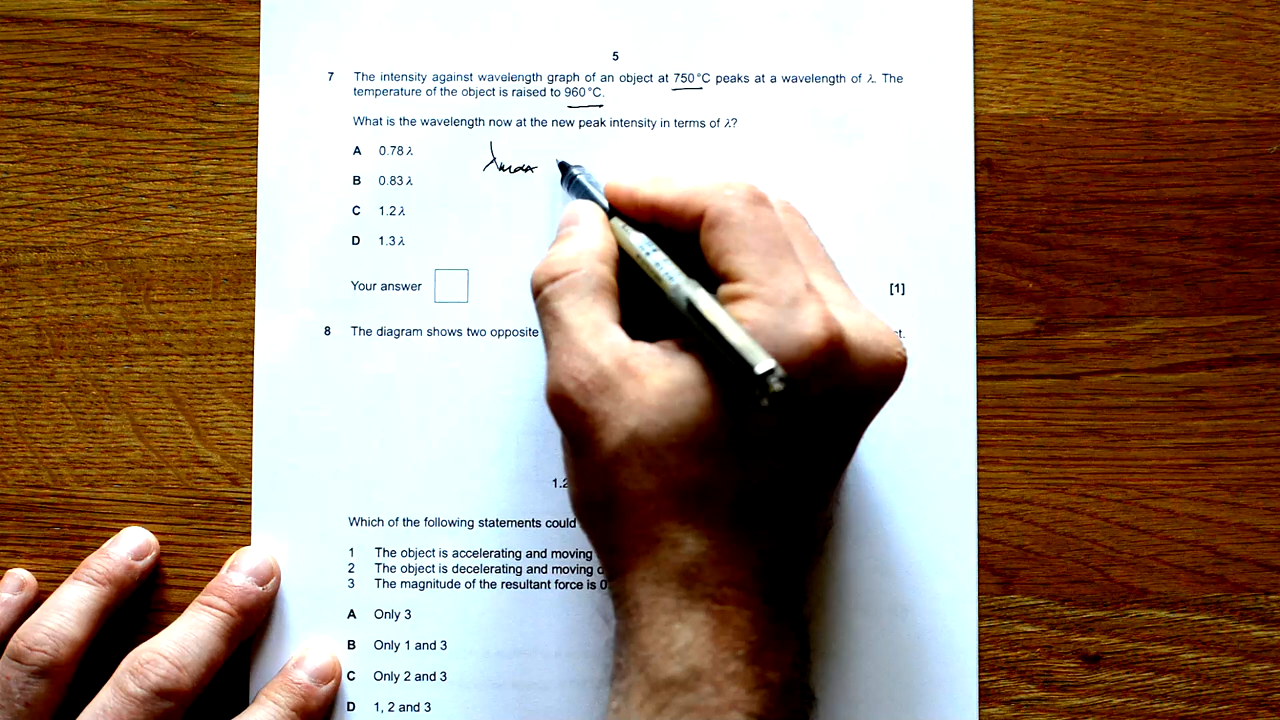 5
7 The intensity against wavelength graph of an object at 750 °C peaks at a wavelength of λ. The
temperature of the object is raised to 960 °C.
What is the wavelength now at the new peak intensity in terms of λ?
A 0.78 λ
λmax
B 0.83 λ
C 1.2 λ
D 1.3 λ
Your answer [1]
8 The diagram shows two opposite
1.2
Which of the following statements could
1 The object is accelerating and moving
2 The object is decelerating and moving
3 The magnitude of the resultant force is 0
A Only 3
B Only 1 and 3
C Only 2 and 3
D 1, 2 and 3